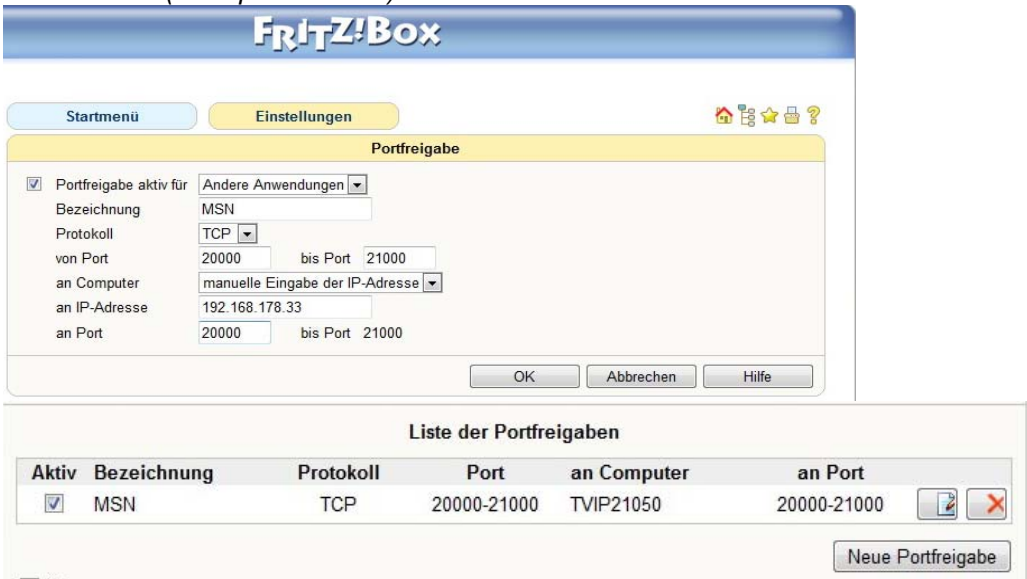 FRITZ!Box
Startmenü Einstellungen
Portfreigabe
Portfreigabe aktiv für Andere Anwendungen
Bezeichnung MSN
Protokoll TCP
von Port 20000 bis Port 21000
an Computer manuelle Eingabe der IP-Adresse
an IP-Adresse 192.168.178.33
an Port 20000 bis Port 21000
OK Abbrechen Hilfe
Liste der Portfreigaben
Aktiv Bezeichnung Protokoll Port an Computer an Port
MSN TCP 20000-21000 TVIP21050 20000-21000
Neue Portfreigabe